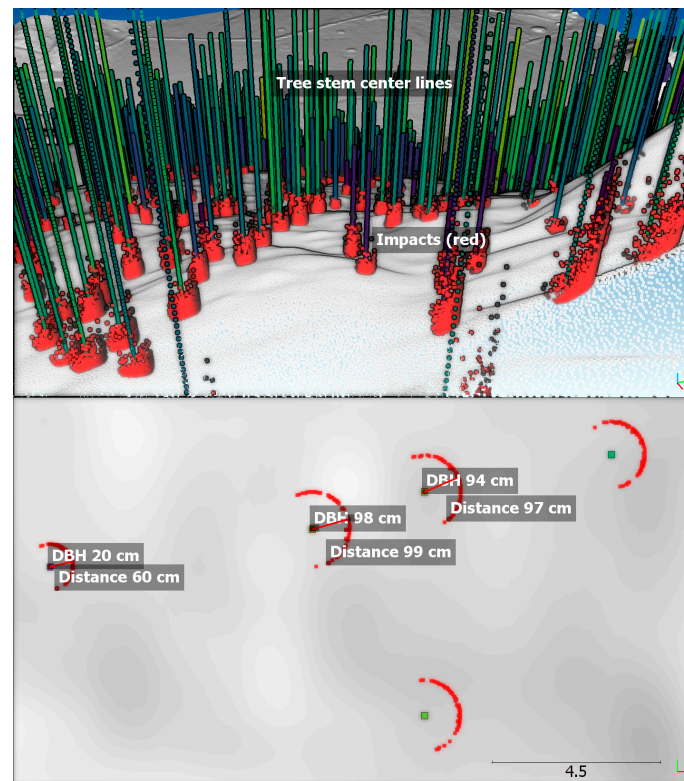 Tree stem center lines
Impacts (red)
DBH 94 cm
Distance 97 cm
DBH 98 cm
Distance 99 cm
DBH 20 cm
Distance 60 cm
4.5